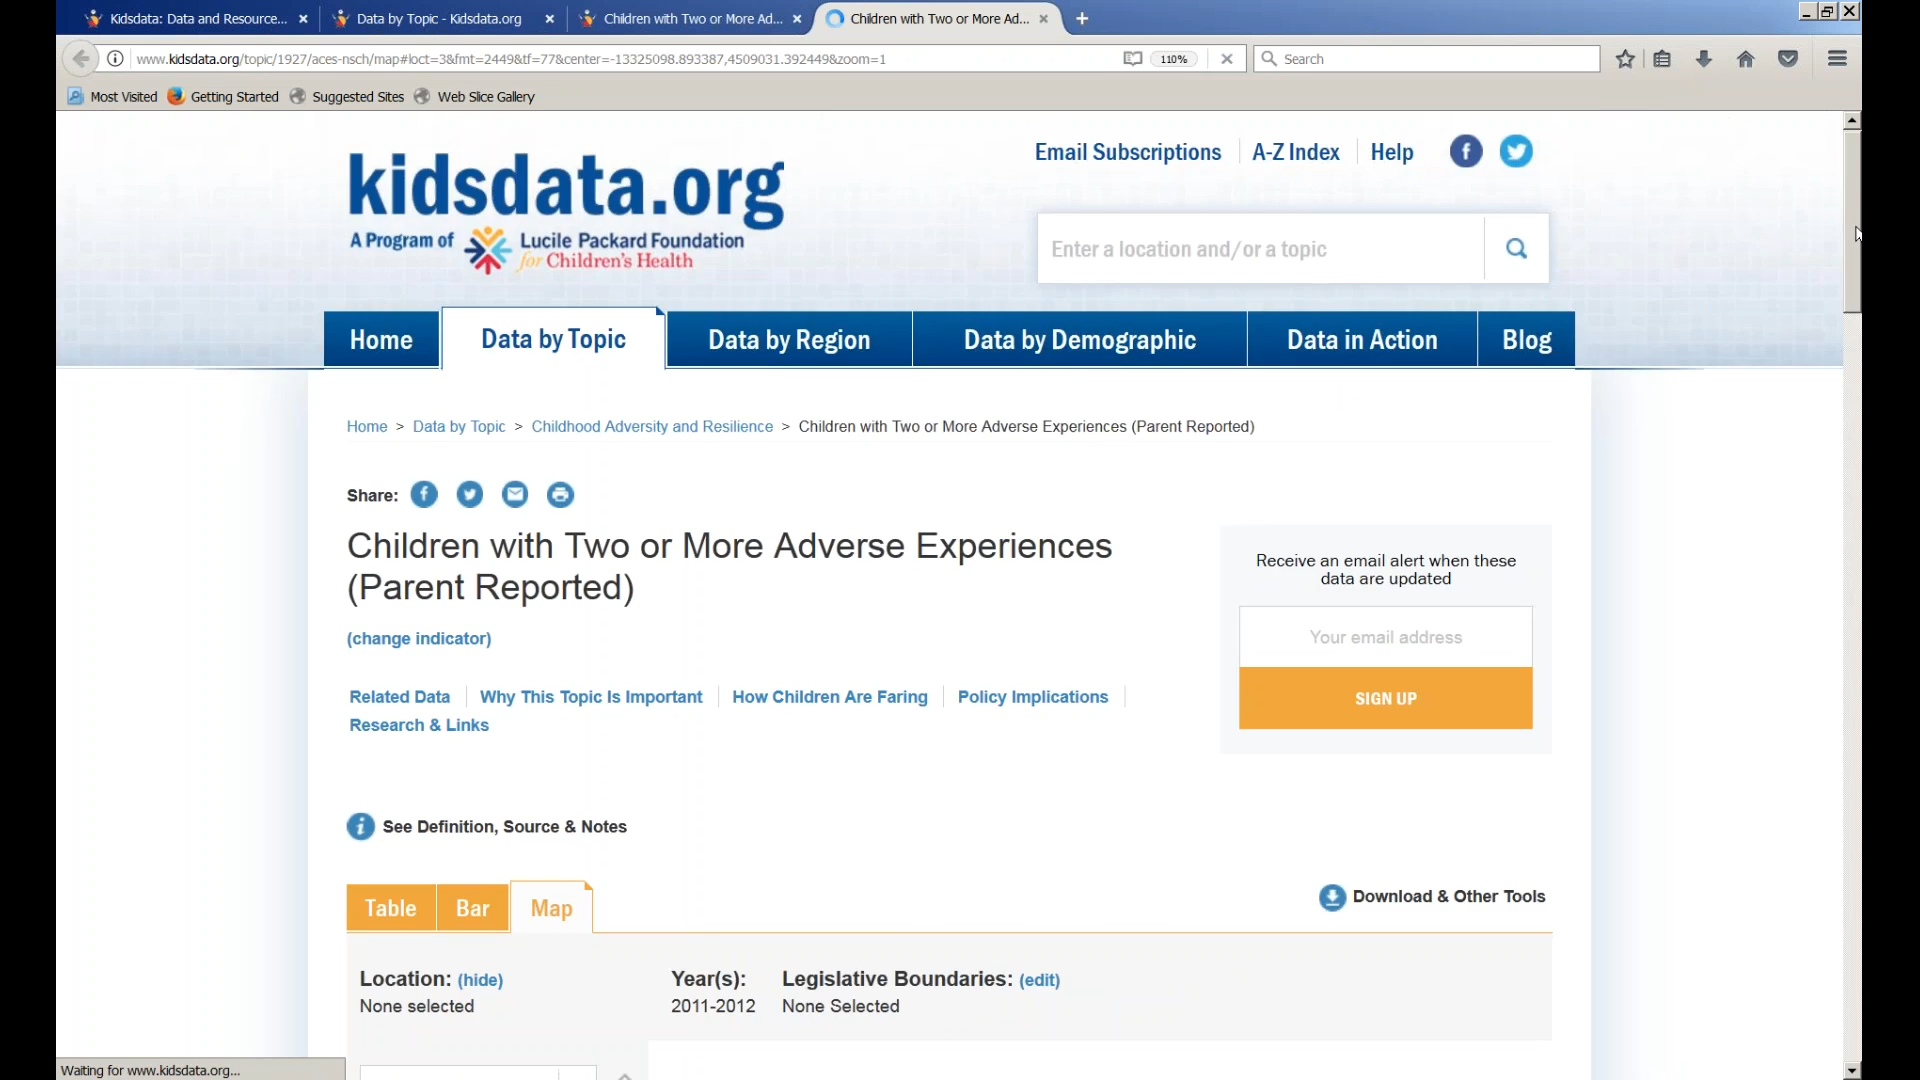 Kidsdata: Data and Resource...
Data by Topic - Kidsdata.org
Children with Two or More Ad...
Children with Two or More Ad...
www.kidsdata.org/topic/1927/aces-nsch/map#loct=3&fmt=2449&tf=77&center=-13325098.893387,4509031.392449&zoom=1
110%
Search
Most Visited
Getting Started
Suggested Sites
Web Slice Gallery
kidsdata.org
A Program of
Lucile Packard Foundation
for Children's Health
Email Subscriptions
A-Z Index
Help
Enter a location and/or a topic
Home
Data by Topic
Data by Region
Data by Demographic
Data in Action
Blog
Home > Data by Topic > Childhood Adversity and Resilience > Children with Two or More Adverse Experiences (Parent Reported)
Share:
Children with Two or More Adverse Experiences
(Parent Reported)
(change indicator)
Receive an email alert when these
data are updated
Your email address
SIGN UP
Related Data
Why This Topic Is Important
How Children Are Faring
Policy Implications
Research & Links
See Definition, Source & Notes
Table
Bar
Map
Download & Other Tools
Location: (hide)
None selected
Year(s):
2011-2012
Legislative Boundaries: (edit)
None Selected
Waiting for www.kidsdata.org...